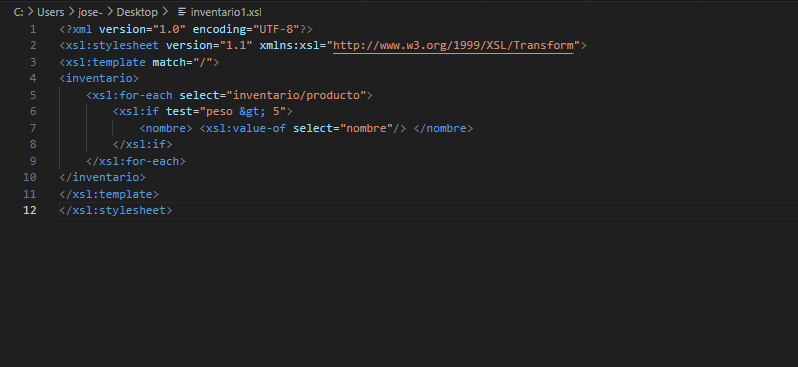 C: > Users > jose- > Desktop > inventario1.xsl
1 <?xml version="1.0" encoding="UTF-8"?>
2 <xsl:stylesheet version="1.1" xmlns:xsl="http://www.w3.org/1999/XSL/Transform">
3 <xsl:template match="/">
4 <inventario>
5     <xsl:for-each select="inventario/producto">
6         <xsl:if test="peso &gt; 5">
7             <nombre> <xsl:value-of select="nombre"/> </nombre>
8         </xsl:if>
9     </xsl:for-each>
10 </inventario>
11 </xsl:template>
12 </xsl:stylesheet>